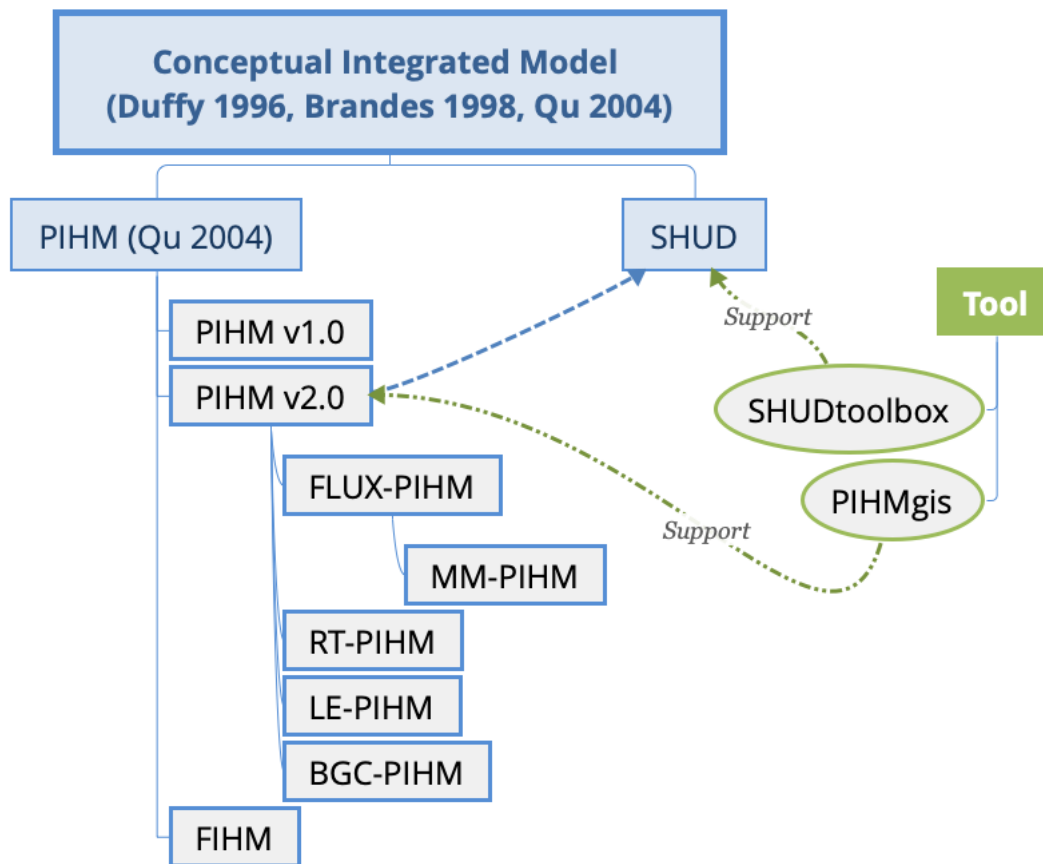 Conceptual Integrated Model
(Duffy 1996, Brandes 1998, Qu 2004)
PIHM (Qu 2004)
SHUD
Tool
Support
PIHM v1.0
PIHM v2.0
SHUDtoolbox
FLUX-PIHM
PIHMgis
Support
MM-PIHM
RT-PIHM
LE-PIHM
BGC-PIHM
FIHM